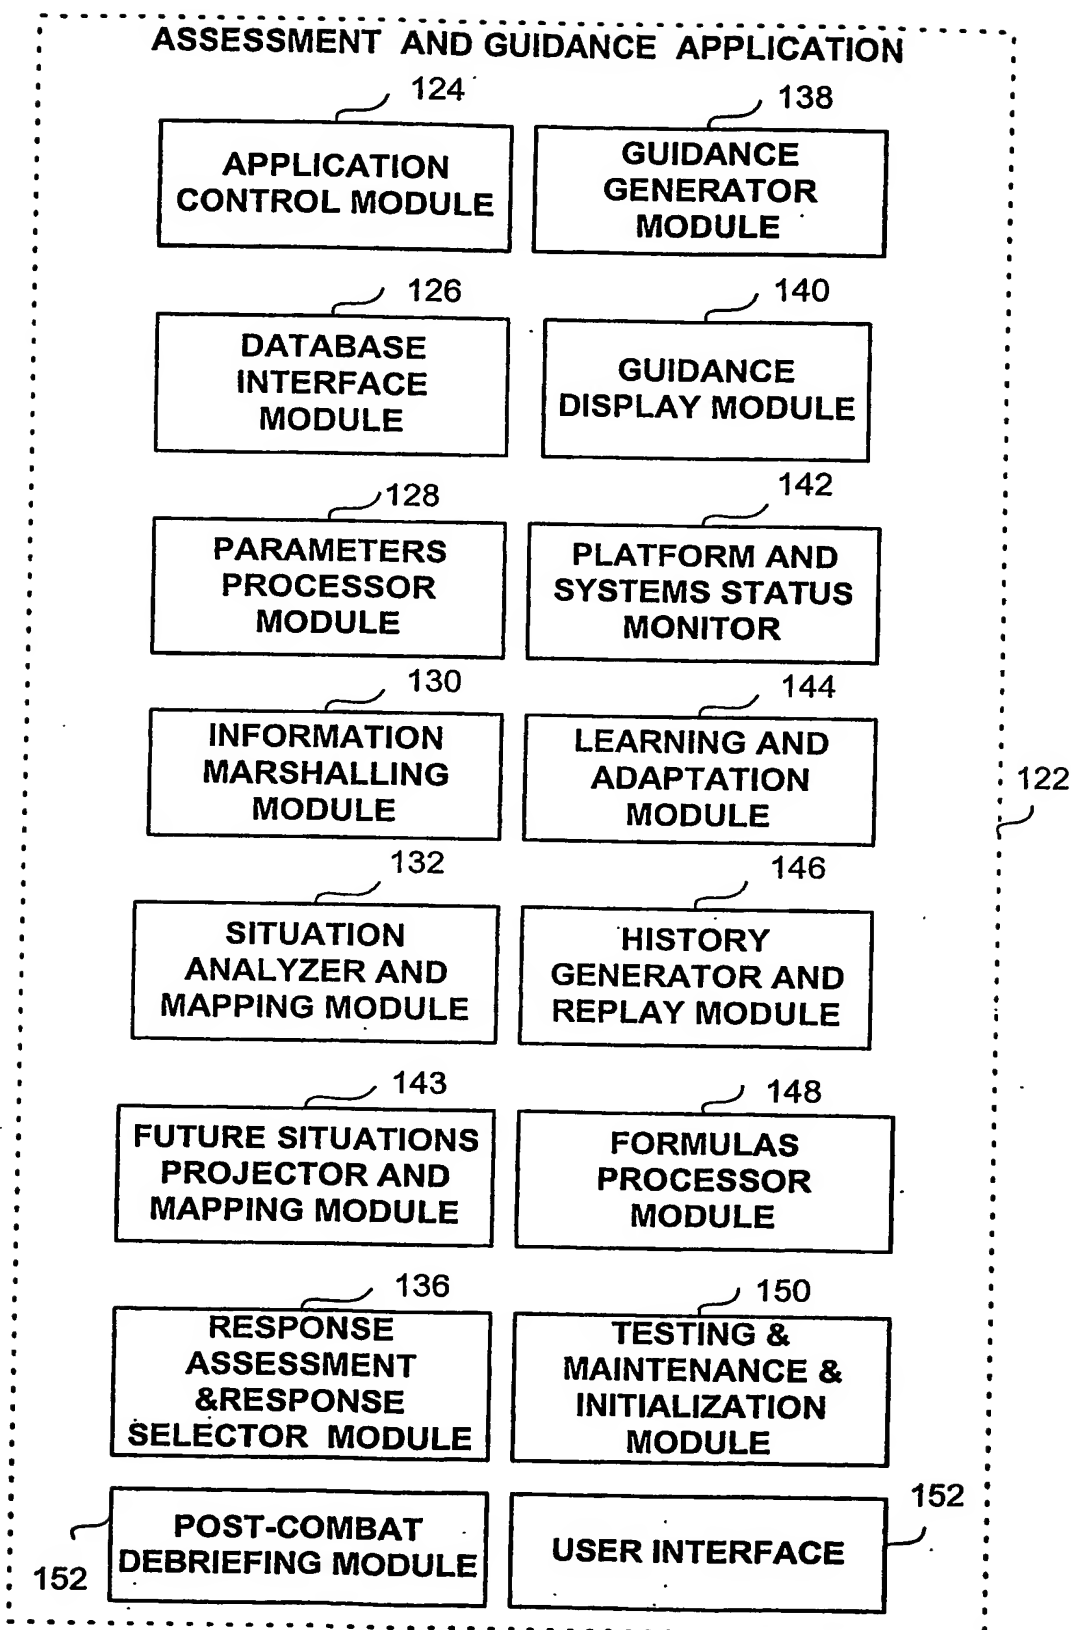 ASSESSMENT AND GUIDANCE APPLICATION
124
APPLICATION
CONTROL MODULE
138
GUIDANCE
GENERATOR
MODULE
126
DATABASE
INTERFACE
MODULE
140
GUIDANCE
DISPLAY MODULE
128
PARAMETERS
PROCESSOR
MODULE
142
PLATFORM AND
SYSTEMS STATUS
MONITOR
130
INFORMATION
MARSHALLING
MODULE
144
LEARNING AND
ADAPTATION
MODULE
122
132
SITUATION
ANALYZER AND
MAPPING MODULE
146
HISTORY
GENERATOR AND
REPLAY MODULE
143
FUTURE SITUATIONS
PROJECTOR AND
MAPPING MODULE
148
FORMULAS
PROCESSOR
MODULE
136
RESPONSE
ASSESSMENT
&RESPONSE
SELECTOR MODULE
150
TESTING &
MAINTENANCE &
INITIALIZATION
MODULE
152
POST-COMBAT
DEBRIEFING MODULE
152
USER INTERFACE